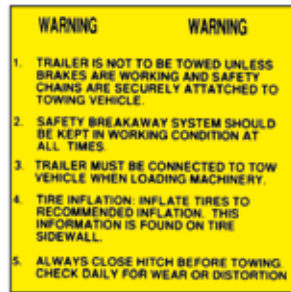 WARNING WARNING
1. TRAILER IS NOT TO BE TOWED UNLESS
BRAKES ARE WORKING AND SAFETY
CHAINS ARE SECURELY ATTATCHED TO
TOWING VEHICLE.
2. SAFETY BREAKAWAY SYSTEM SHOULD
BE KEPT IN WORKING CONDITION AT
ALL TIMES.
3. TRAILER MUST BE CONNECTED TO TOW
VEHICLE WHEN LOADING MACHINERY.
4. TIRE INFLATION: INFLATE TIRES TO
RECOMMENDED INFLATION. THIS
INFORMATION IS FOUND ON TIRE
SIDEWALL.
5. ALWAYS CLOSE HITCH BEFORE TOWING.
CHECK DAILY FOR WEAR OR DISTORTION